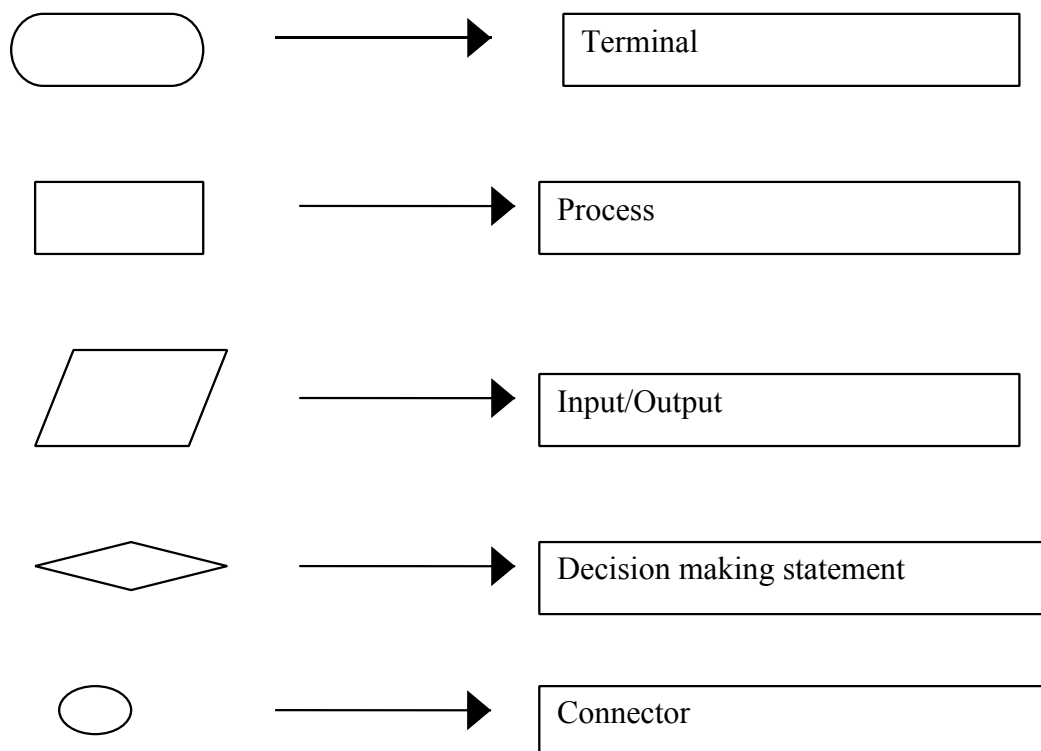 Terminal
Process
Input/Output
Decision making statement
Connector